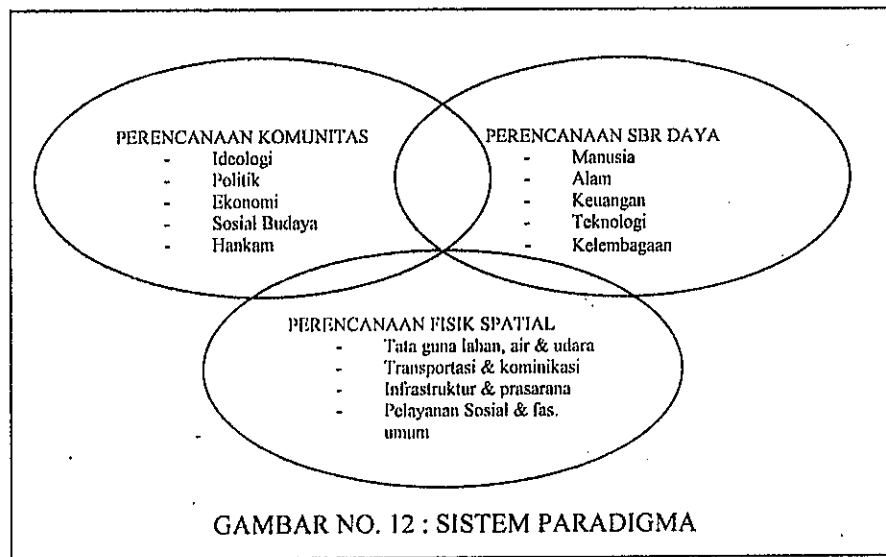 PERENCANAAN KOMUNITAS
- Ideologi
- Politik
- Ekonomi
- Sosial Budaya
- Hankam
PERENCANAAN SBR DAYA
- Manusia
- Alam
- Keuangan
- Teknologi
- Kelembagaan
PERENCANAAN FISIK SPATIAL
- Tata guna lahan, air & udara
- Transportasi & kominikasi
- Infrastruktur & prasarana
- Pelayanan Sosial & fas.
umum
GAMBAR NO. 12 : SISTEM PARADIGMA